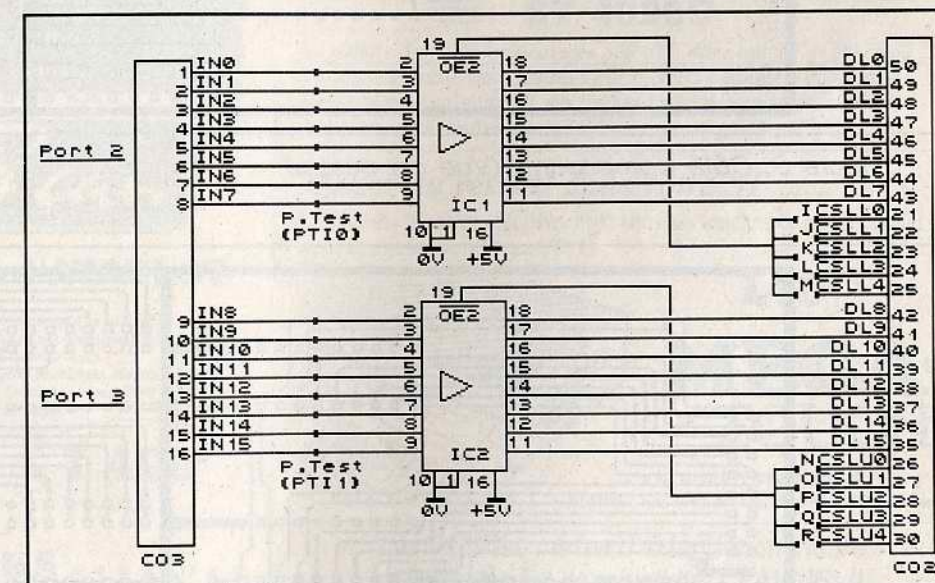 19
OE2
IN0 2 18 DL0 50
1 IN1 3 17 DL1 49
2 IN2 4 16 DL2 48
3 IN3 5 15 DL3 47
4 IN4 6 14 DL4 46
Port 2
5 IN5 7 13 DL5 45
6 IN6 8 12 DL6 44
7 IN7 9 11 DL7 43
8
IC1
P.Test
(PTI0)
10 1 16
0V +5V
I CSLL0 21
J CSLL1 22
K CSLL2 23
L CSLL3 24
M CSLL4 25
19
OE2
IN8 2 18 DL8 42
9 IN9 3 17 DL9 41
10 IN10 4 16 DL10 40
11 IN11 5 15 DL11 39
12 IN12 6 14 DL12 38
Port 3
13 IN13 7 13 DL13 37
14 IN14 8 12 DL14 36
15 IN15 9 11 DL15 35
16
IC2
P.Test
(PTI1)
10 1 16
0V +5V
N CSLU0 26
O CSLU1 27
P CSLU2 28
Q CSLU3 29
R CSLU4 30
CO3
CO2